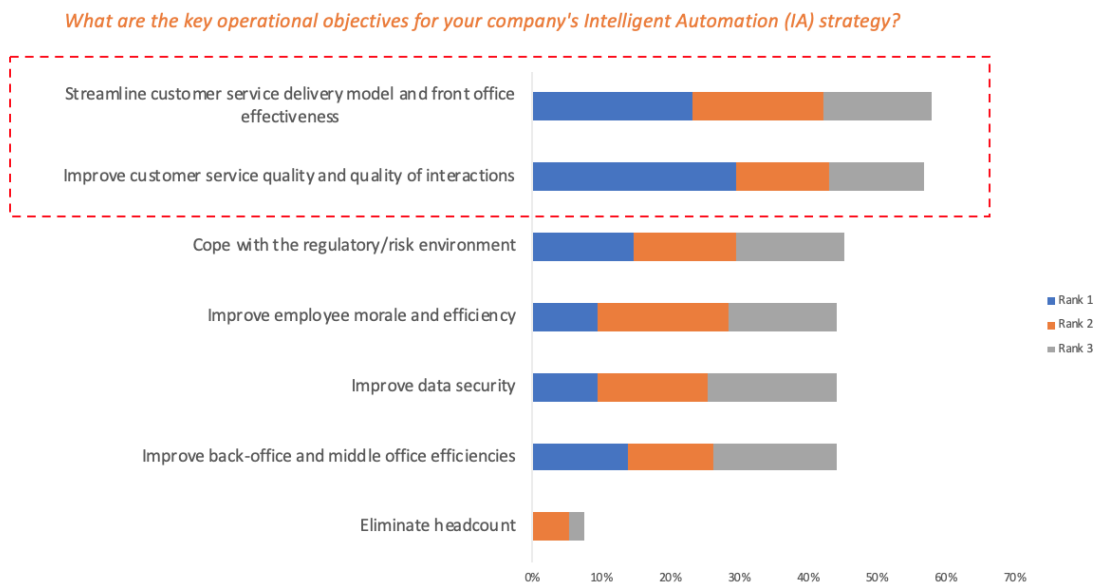 What are the key operational objectives for your company's Intelligent Automation (IA) strategy?
Streamline customer service delivery model and front office
effectiveness
Improve customer service quality and quality of interactions
Cope with the regulatory/risk environment
Improve employee morale and efficiency
Improve data security
Improve back-office and middle office efficiencies
Eliminate headcount
Rank 1
Rank 2
Rank 3
0% 10% 20% 30% 40% 50% 60% 70%